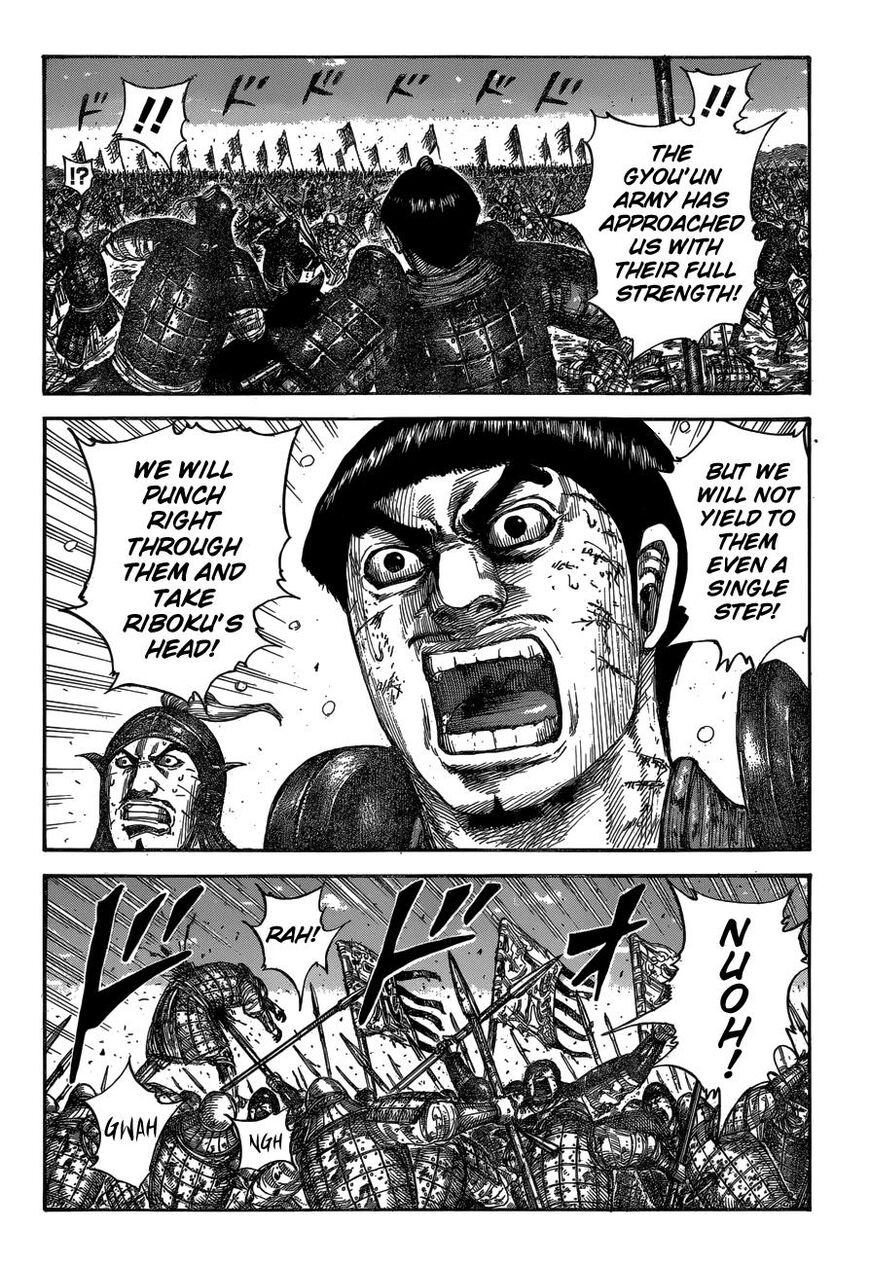 !!
THE
GYOU'UN
ARMY HAS
APPROACHED
US WITH
THEIR FULL
STRENGTH!
ド ド ド ド ド ド
!!
!?
BUT WE
WILL NOT
YIELD TO
THEM
EVEN A
SINGLE
STEP!
WE WILL
PUNCH
RIGHT
THROUGH
THEM AND
TAKE
RIBOKU'S
HEAD!
NUOH!
オ
ド
ド
RAH!
NGH
GWAH